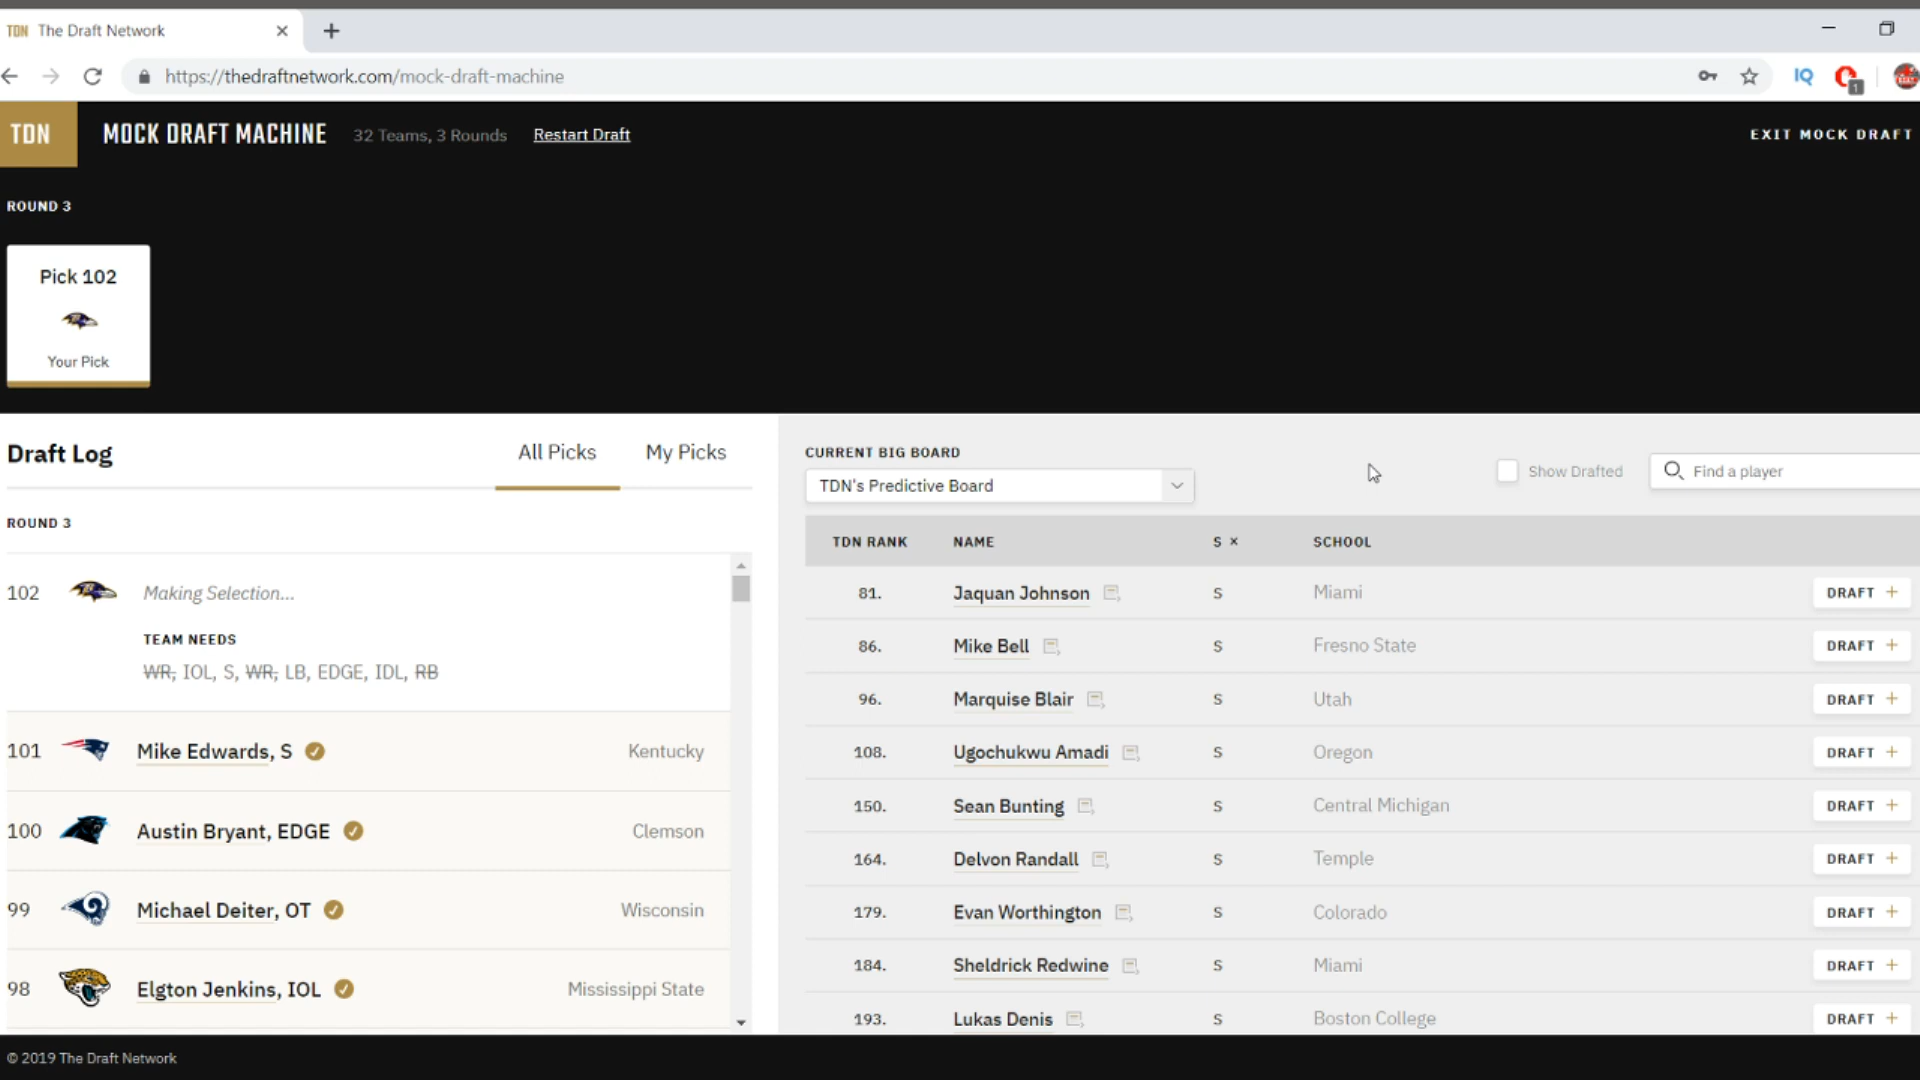 TDN The Draft Network
https://thedraftnetwork.com/mock-draft-machine
IQ
1
TDN MOCK DRAFT MACHINE 32 Teams, 3 Rounds Restart Draft EXIT MOCK DRAFT
ROUND 3
Pick 102
Your Pick
Draft Log All Picks My Picks
ROUND 3
102 Making Selection...
TEAM NEEDS
WR, IOL, S, WR, LB, EDGE, IDL, RB
101 Mike Edwards, S Kentucky
100 Austin Bryant, EDGE Clemson
99 Michael Deiter, OT Wisconsin
98 Elgton Jenkins, IOL Mississippi State
CURRENT BIG BOARD
TDN's Predictive Board
Show Drafted
Find a player
TDN RANK NAME S × SCHOOL
81. Jaquan Johnson S Miami DRAFT +
86. Mike Bell S Fresno State DRAFT +
96. Marquise Blair S Utah DRAFT +
108. Ugochukwu Amadi S Oregon DRAFT +
150. Sean Bunting S Central Michigan DRAFT +
164. Delvon Randall S Temple DRAFT +
179. Evan Worthington S Colorado DRAFT +
184. Sheldrick Redwine S Miami DRAFT +
193. Lukas Denis S Boston College DRAFT +
© 2019 The Draft Network